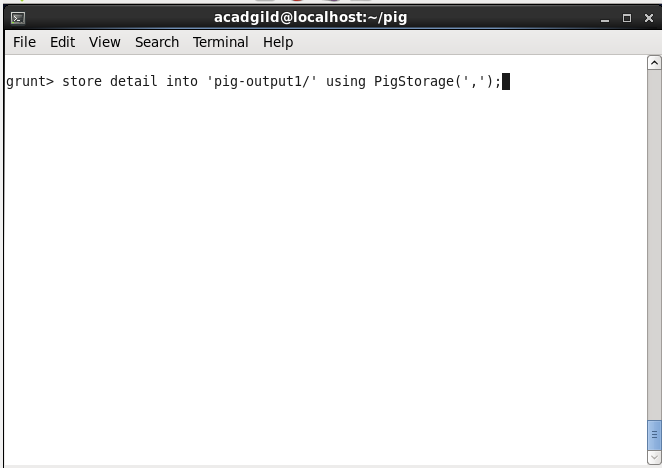 acadgild@localhost:~/pig
File Edit View Search Terminal Help
grunt> store detail into 'pig-output1/' using PigStorage(',');